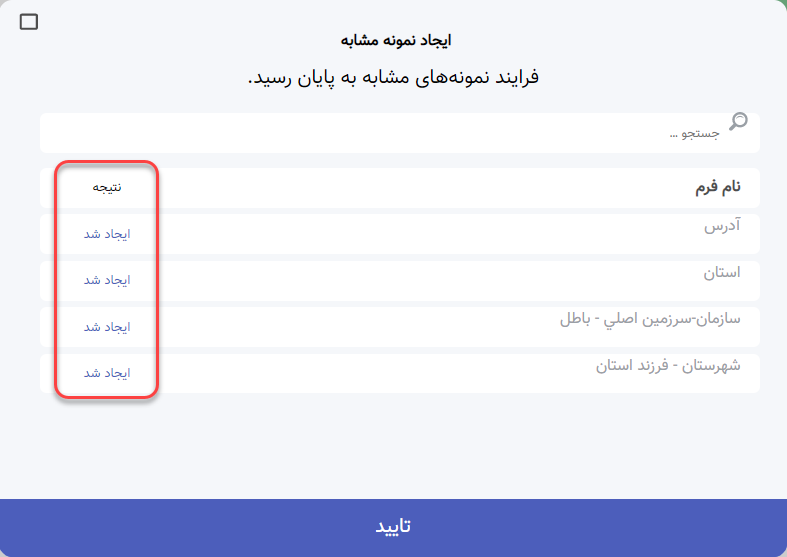 ایجاد نمونه مشابه
فرایند نمونه‌های مشابه به پایان رسید.
جستجو ...
نام فرم نتیجه
آدرس ایجاد شد
استان ایجاد شد
سازمان-سرزمین اصلي - باطل ایجاد شد
شهرستان - فرزند استان ایجاد شد
تایید